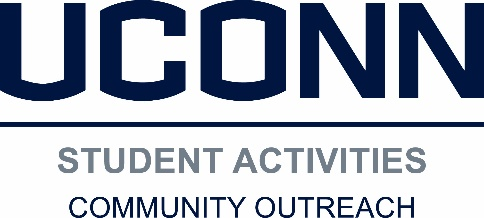 UCONN
STUDENT ACTIVITIES
COMMUNITY OUTREACH